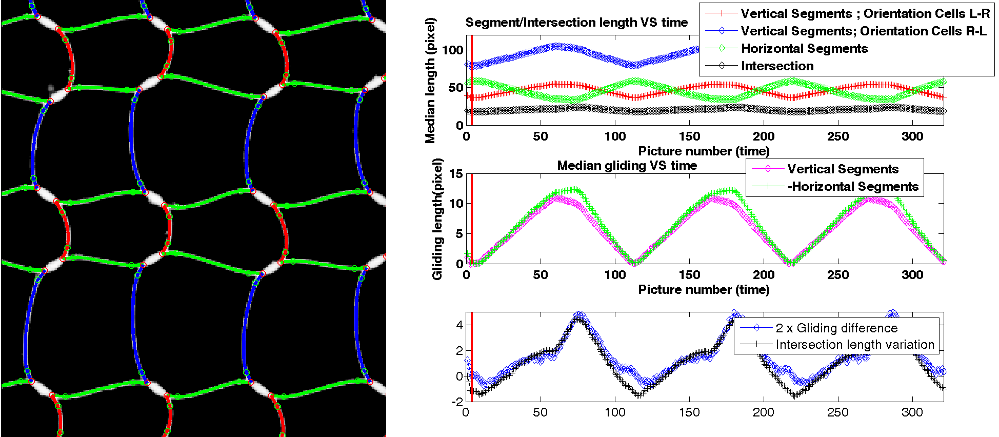 Segment/Intersection length VS time
Vertical Segments ; Orientation Cells L-R
Vertical Segments; Orientation Cells R-L
Horizontal Segments
Intersection
Median length (pixel)
100
50
0
0 50 100 150 200 250 300
Picture number (time)
Median gliding VS time
Vertical Segments
-Horizontal Segments
Gliding length(pixel)
15
10
5
0
0 50 100 150 200 250 300
Picture number (time)
2 x Gliding difference
Intersection length variation
4
2
0
-2
0 50 100 150 200 250 300